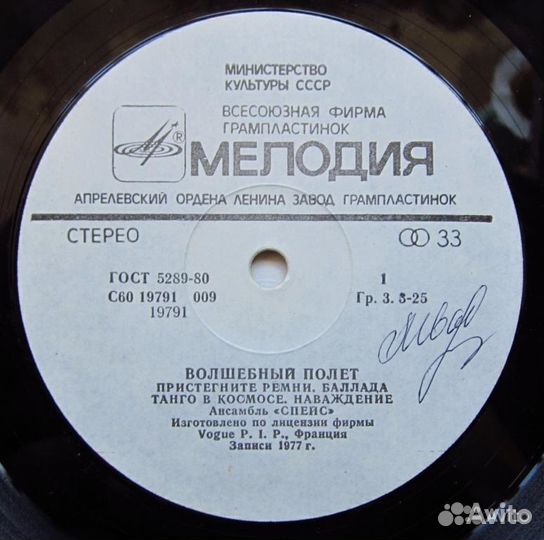 МИНИСТЕРСТВО
КУЛЬТУРЫ СССР
ВСЕСОЮЗНАЯ ФИРМА
ГРАМПЛАСТИНОК
® МЕЛОДИЯ
АПРЕЛЕВСКИЙ ОРДЕНА ЛЕНИНА ЗАВОД ГРАМПЛАСТИНОК
СТЕРЕО 33
ГОСТ 5289-80 1
С60 19791 009 Гр. 3. 3-25
19791
ВОЛШЕБНЫЙ ПОЛЕТ
ПРИСТЕГНИТЕ РЕМНИ. БАЛЛАДА
ТАНГО В КОСМОСЕ. НАВАЖДЕНИЕ
Ансамбль «СПЕЙС»
Изготовлено по лицензии фирмы
Vogue P. I. P., Франция
Записи 1977 г.
Avito